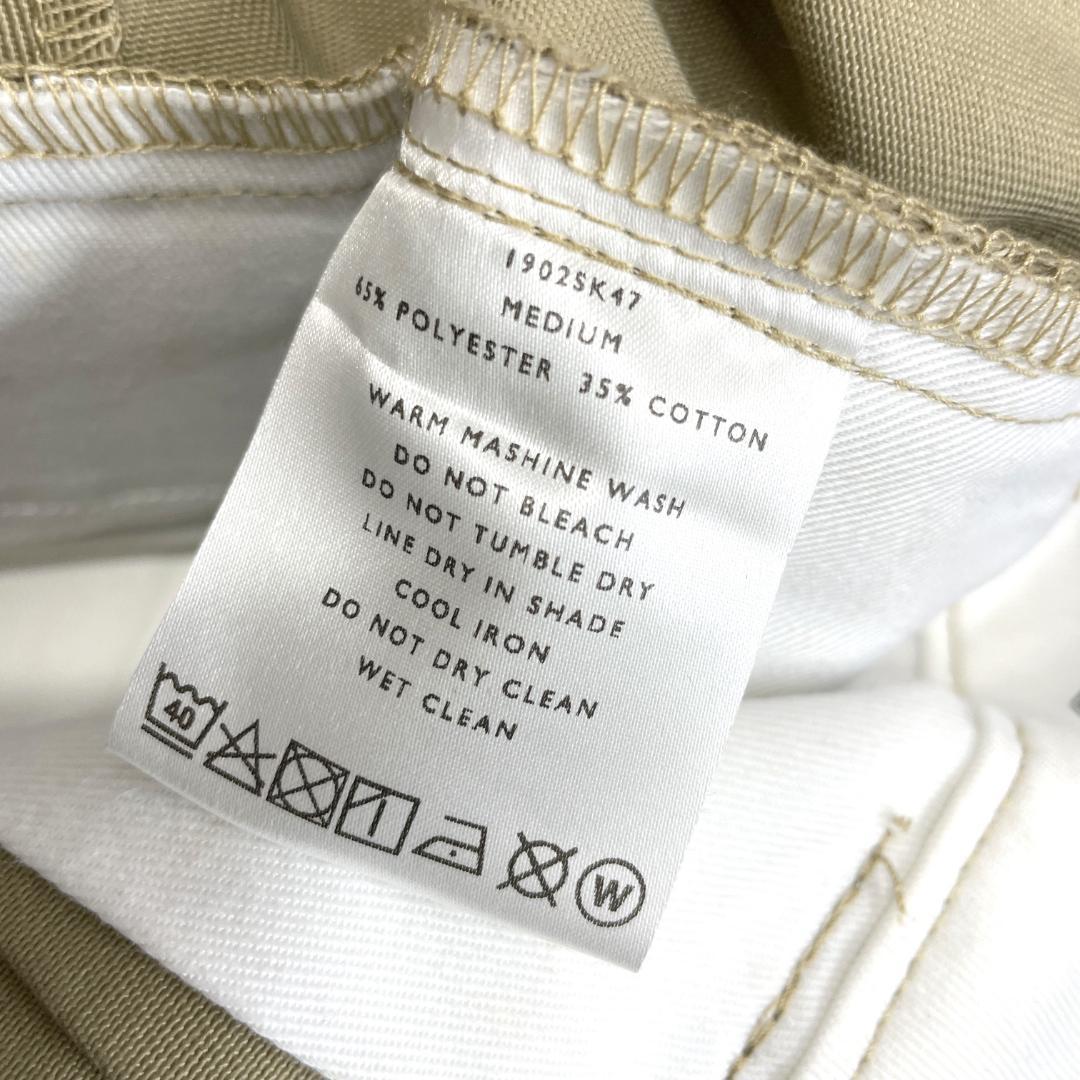 1902SK47
MEDIUM
65% POLYESTER 35% COTTON
WARM MASHINE WASH
DO NOT BLEACH
DO NOT TUMBLE DRY
LINE DRY IN SHADE
COOL IRON
DO NOT DRY CLEAN
WET CLEAN
40
W